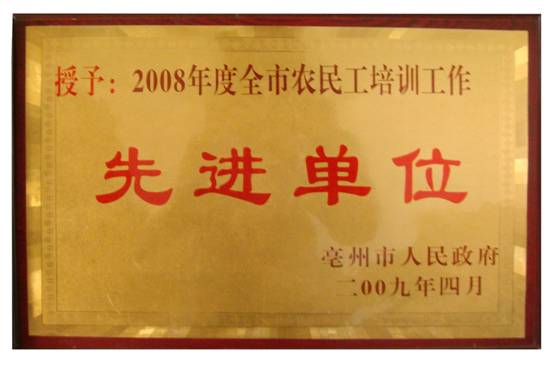 授予：2008年度全市农民工培训工作
先进单位
亳州市人民政府
二00九年四月